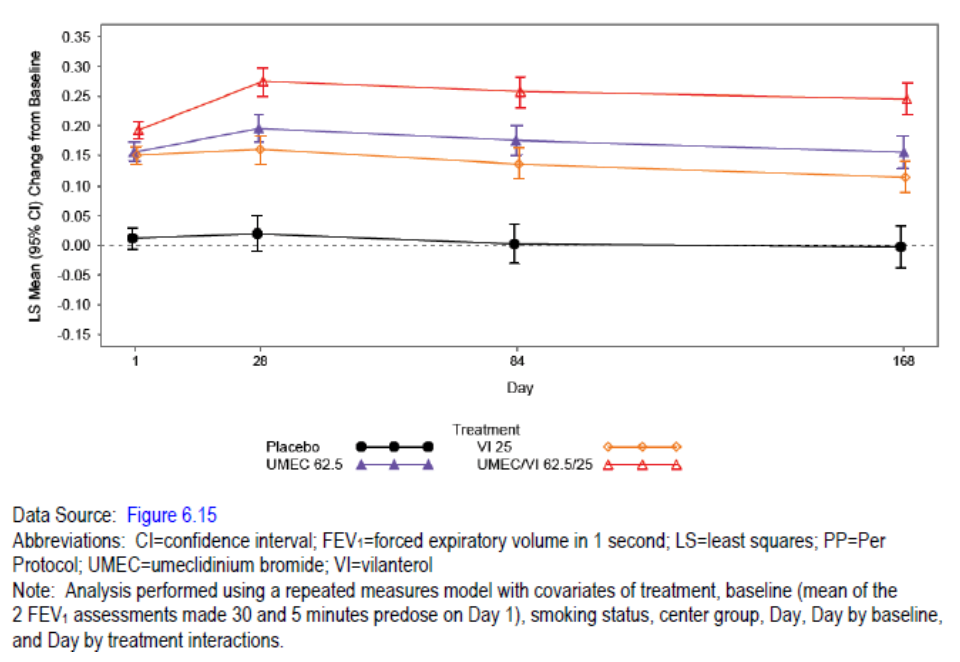 LS Mean (95% CI) Change from Baseline
0.35
0.30
0.25
0.20
0.15
0.10
0.05
0.00
-0.05
-0.10
-0.15
1 28 84 168
Day
Treatment
Placebo VI 25
UMEC 62.5 UMEC/VI 62.5/25
Data Source: Figure 6.15
Abbreviations: CI=confidence interval; FEV₁=forced expiratory volume in 1 second; LS=least squares; PP=Per
Protocol; UMEC=umeclidinium bromide; VI=vilanterol
Note: Analysis performed using a repeated measures model with covariates of treatment, baseline (mean of the
2 FEV₁ assessments made 30 and 5 minutes predose on Day 1), smoking status, center group, Day, Day by baseline,
and Day by treatment interactions.